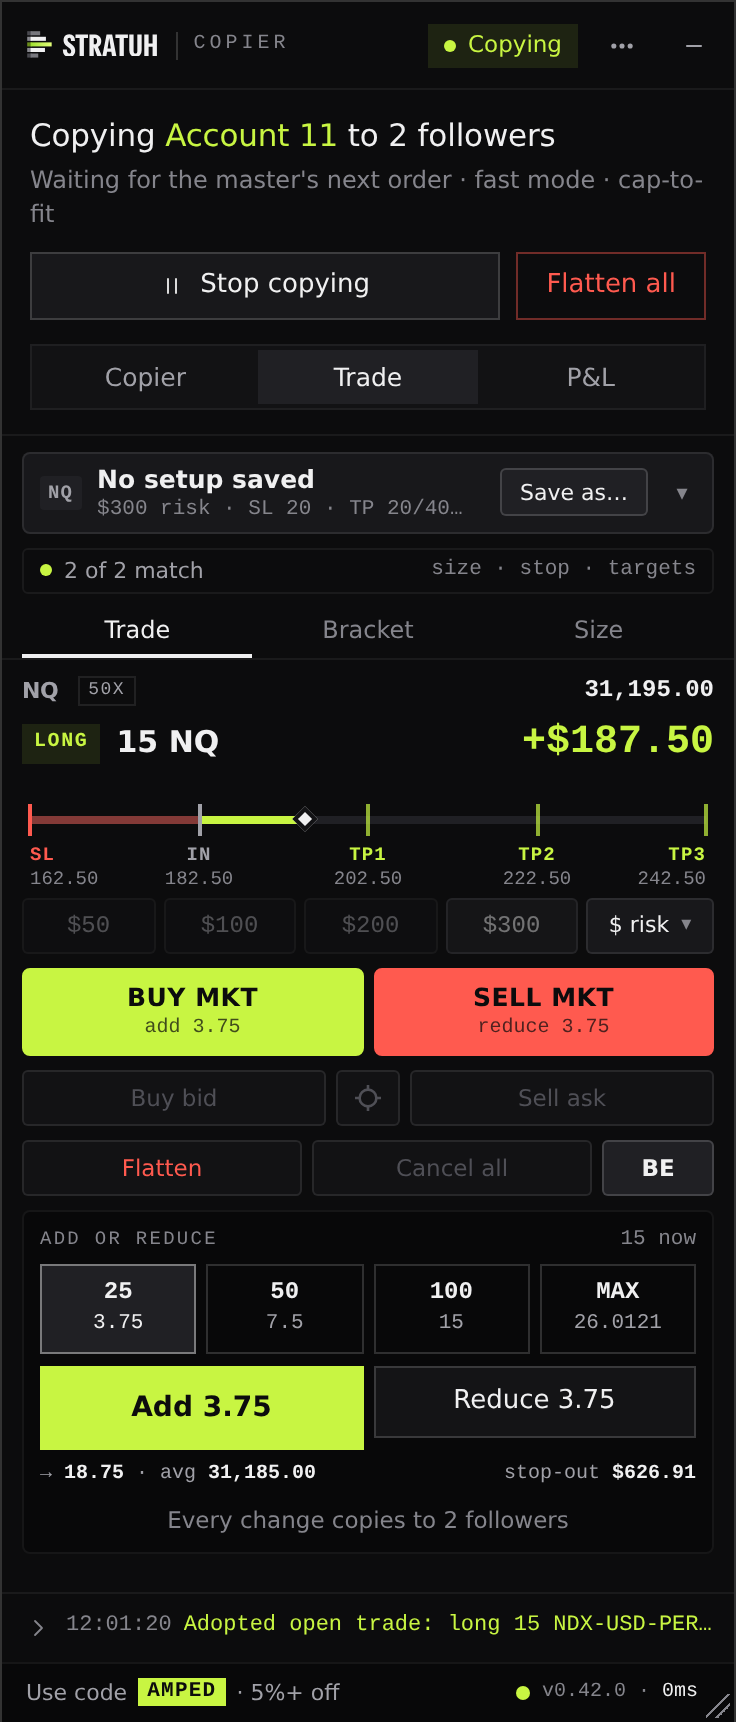 STRATUH COPIER Copying ••• –
Copying Account 11 to 2 followers
Waiting for the master's next order · fast mode · cap-to-
fit
Stop copying Flatten all
Copier Trade P&L
NQ No setup saved Save as… ▼
$300 risk · SL 20 · TP 20/40…
2 of 2 match size · stop · targets
Trade Bracket Size
NQ 50X 31,195.00
LONG 15 NQ +$187.50
SL IN TP1 TP2 TP3
162.50 182.50 202.50 222.50 242.50
$50 $100 $200 $300 $ risk ▼
BUY MKT SELL MKT
add 3.75 reduce 3.75
Buy bid Sell ask
Flatten Cancel all BE
ADD OR REDUCE 15 now
25 50 100 MAX
3.75 7.5 15 26.0121
Add 3.75 Reduce 3.75
→ 18.75 · avg 31,185.00 stop-out $626.91
Every change copies to 2 followers
12:01:20 Adopted open trade: long 15 NDX-USD-PER…
Use code AMPED · 5%+ off v0.42.0 · 0ms